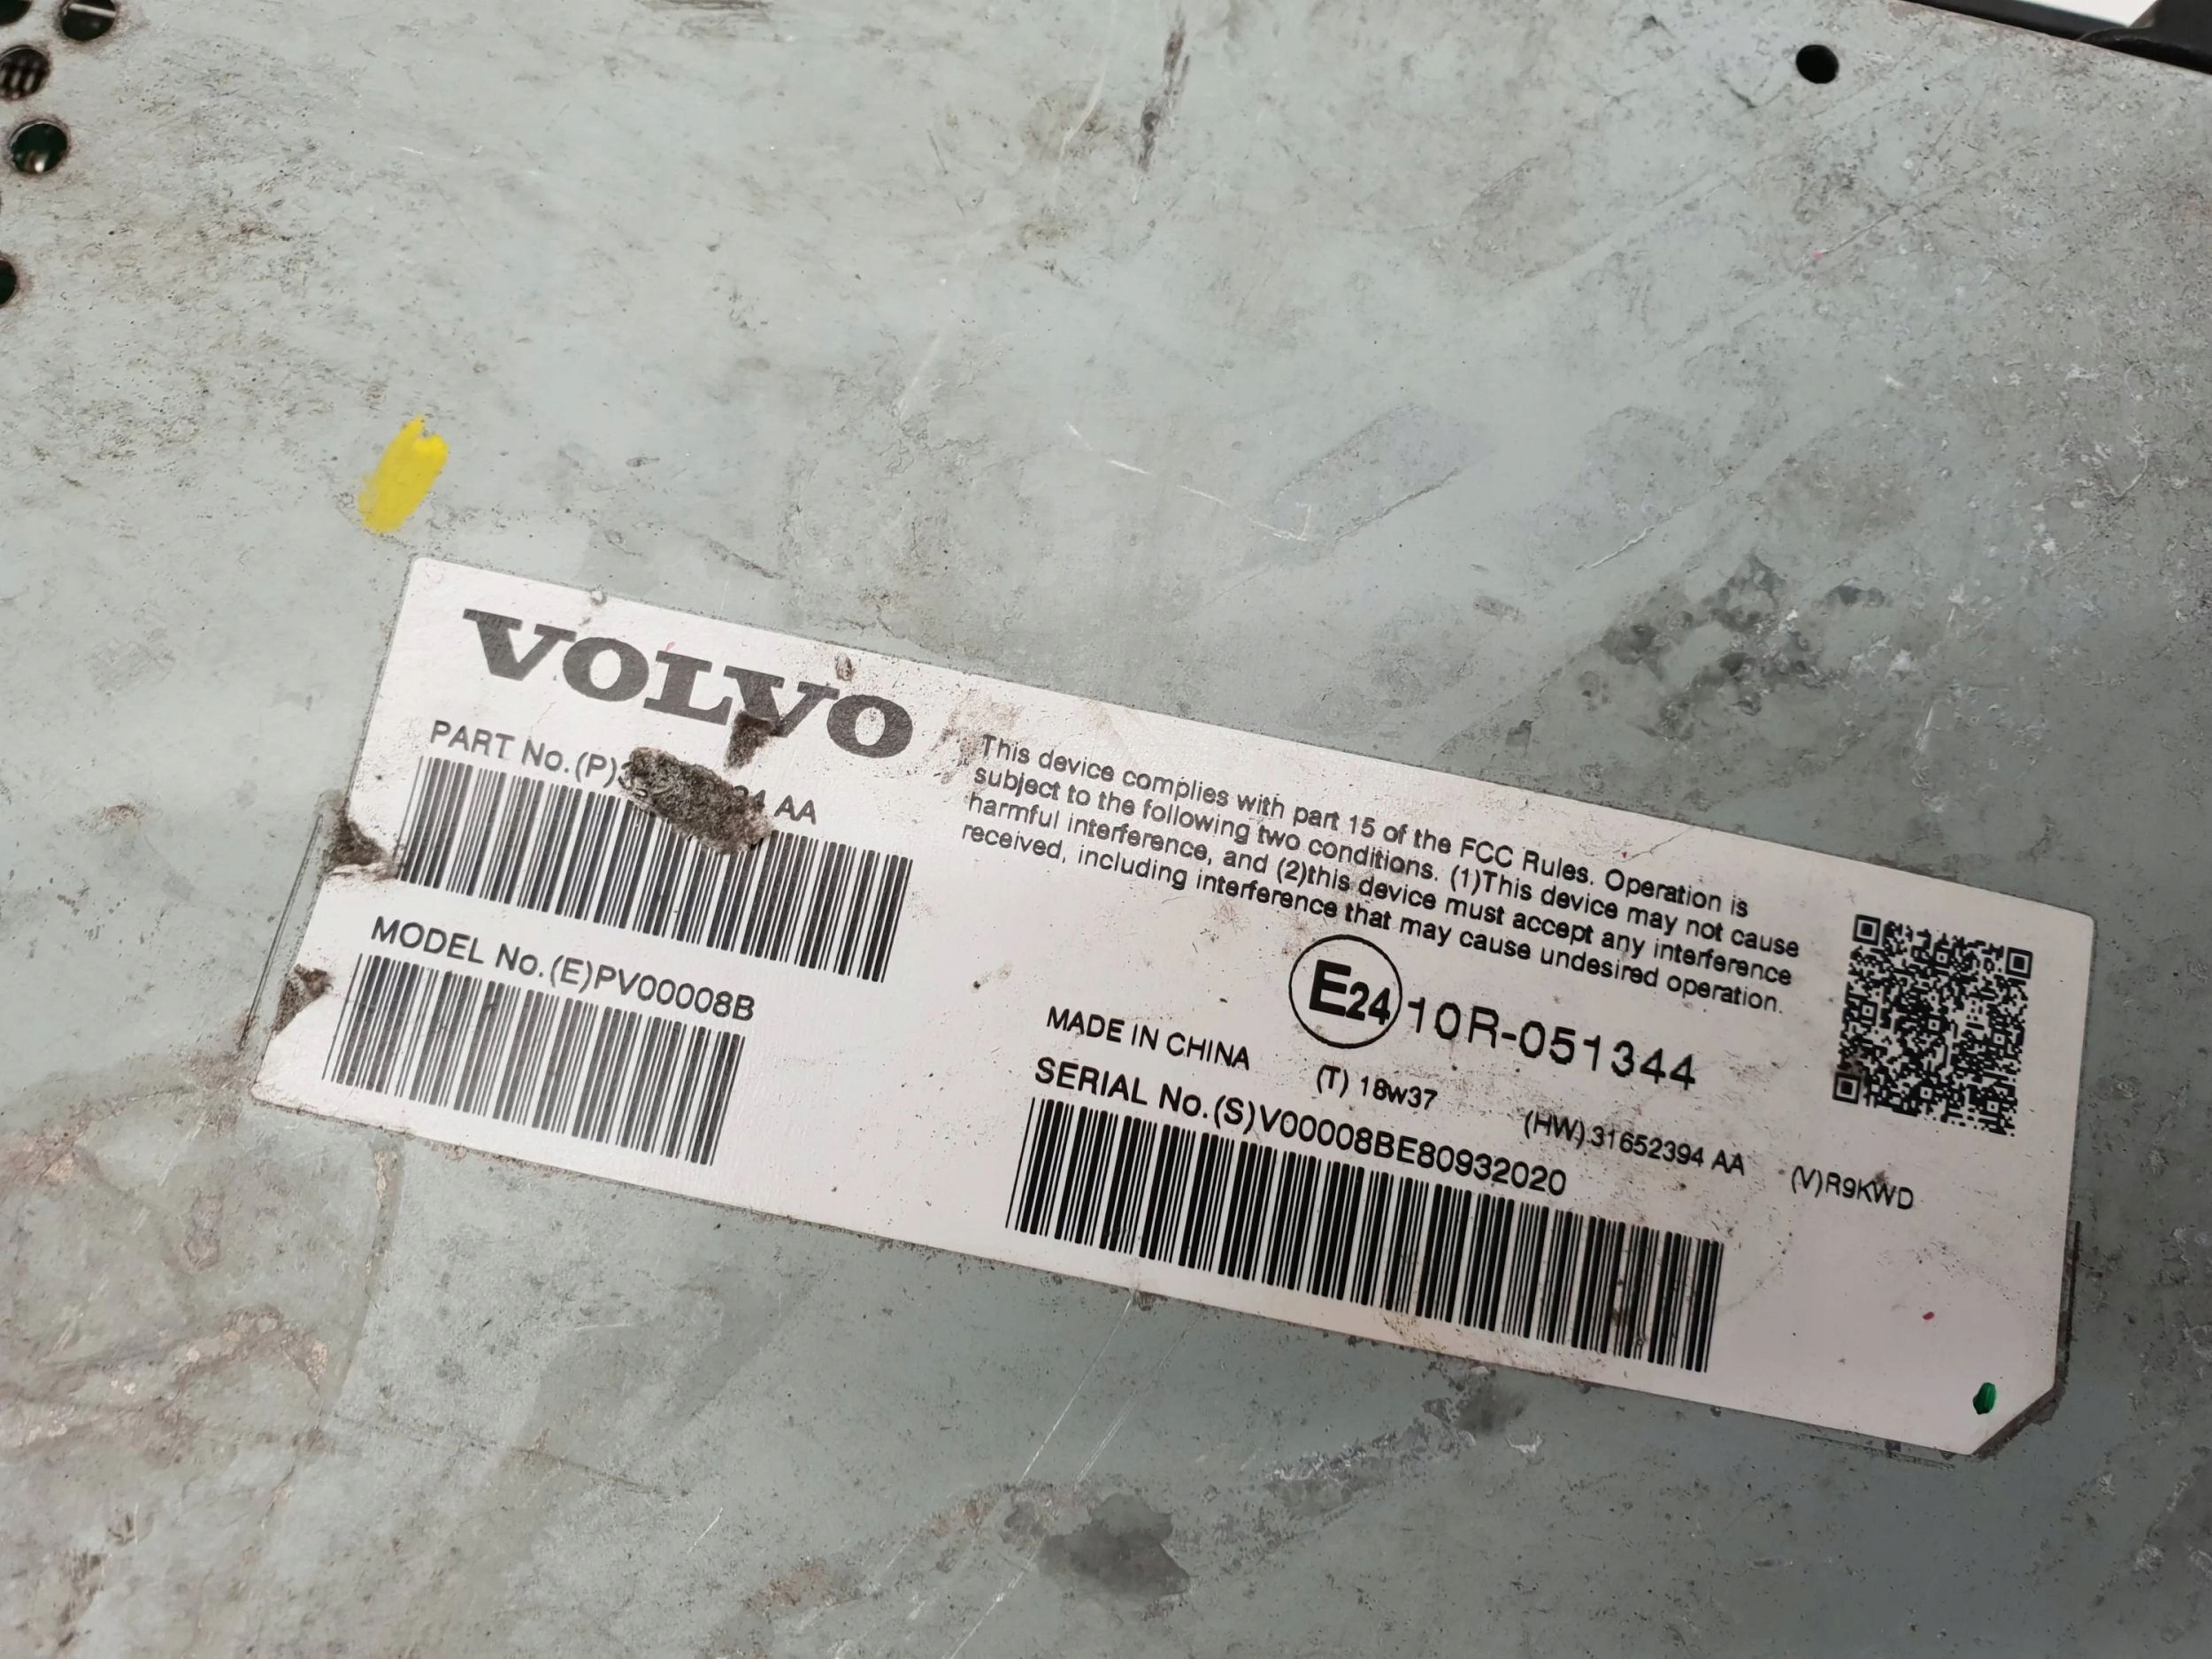 VOLVO
PART No.(P) AA
MODEL No.(E)PV00008B
This device complies with part 15 of the FCC Rules. Operation is
subject to the following two conditions. (1)This device may not cause
harmful interference, and (2)this device must accept any interference
received, including interference that may cause undesired operation.
E24 10R-051344
MADE IN CHINA
(T) 18w37
(HW) 31652394 AA
(V)R9KWD
SERIAL No.(S)V00008BE80932020